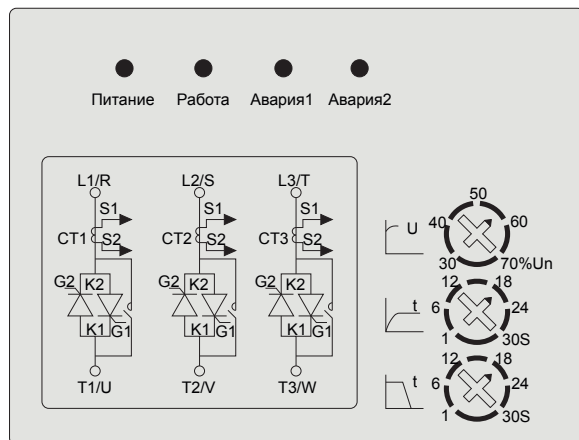 Питание Работа Авария1 Авария2
L1/R L2/S L3/T
S1 S1 S1
CT1 S2 CT2 S2 CT3 S2
G2 K2 G2 K2 G2 K2
K1 G1 K1 G1 K1 G1
T1/U T2/V T3/W
50
40 60
U
30 70%Un
12 18
t 6 24
1 30S
12 18
t 6 24
1 30S